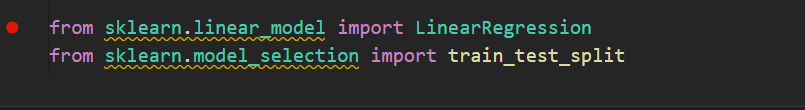 from sklearn.linear_model import LinearRegression
from sklearn.model_selection import train_test_split